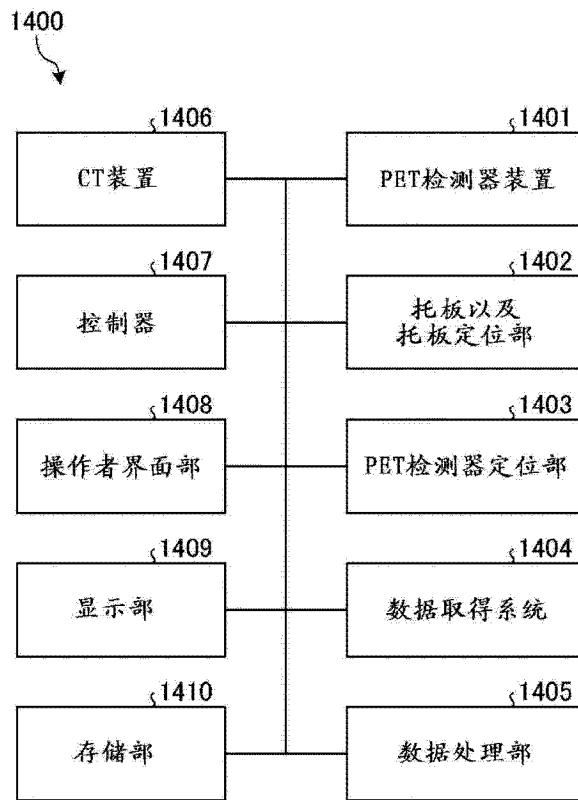 1400
1406
CT装置
1401
PET检测器装置
1407
控制器
1402
托板以及
托板定位部
1408
操作者界面部
1403
PET检测器定位部
1409
显示部
1404
数据取得系统
1410
存储部
1405
数据处理部